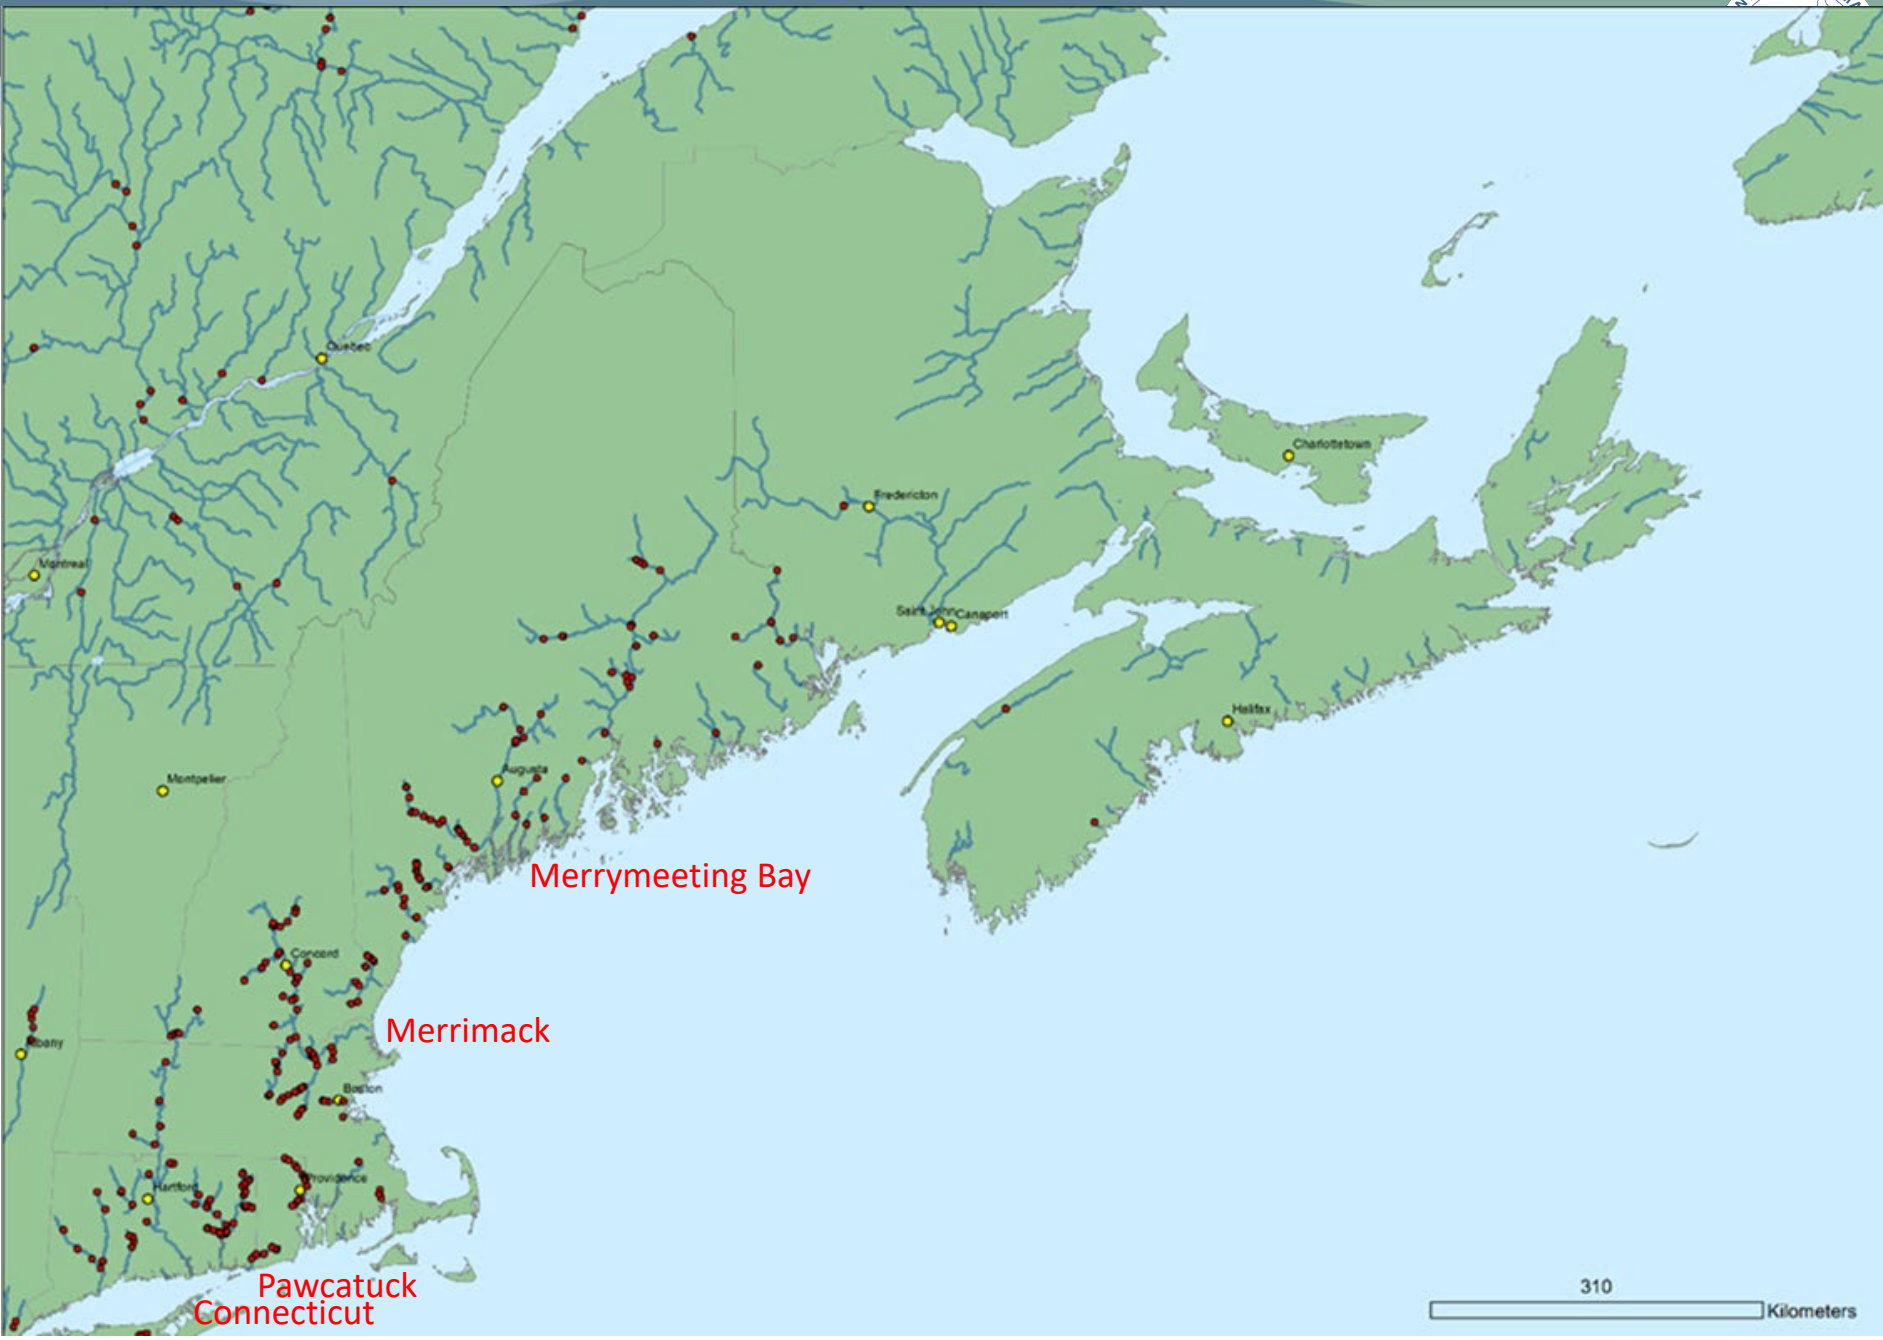 Quebec
Charlottetown
Fredericton
Montreal
Saint John
Canaport
Halifax
Augusta
Montpelier
Merrymeeting Bay
Concord
Merrimack
Albany
Boston
Providence
Hartford
Pawcatuck
Connecticut
310
Kilometers